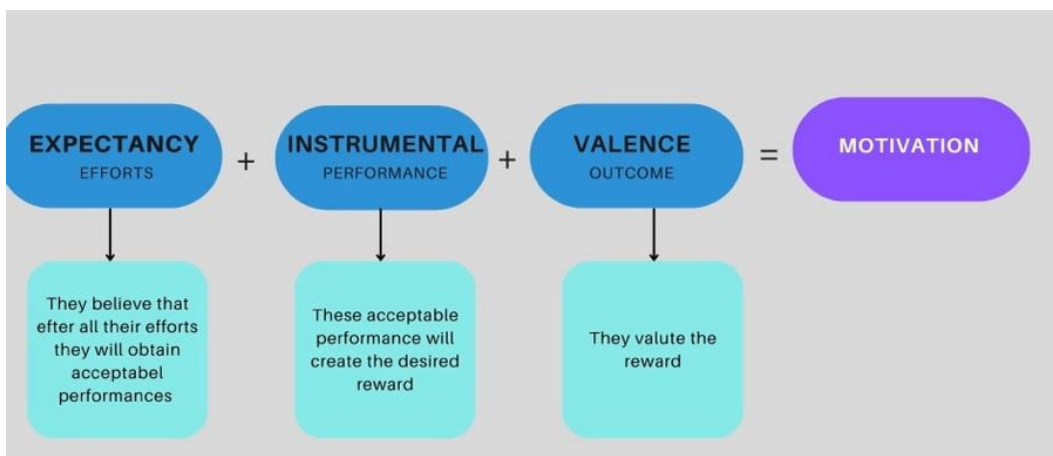 EXPECTANCY
EFFORTS
+
INSTRUMENTAL
PERFORMANCE
+
VALENCE
OUTCOME
=
MOTIVATION
They believe that
efter all their efforts
they will obtain
acceptabel
performances
These acceptable
performance will
create the desired
reward
They valute the
reward